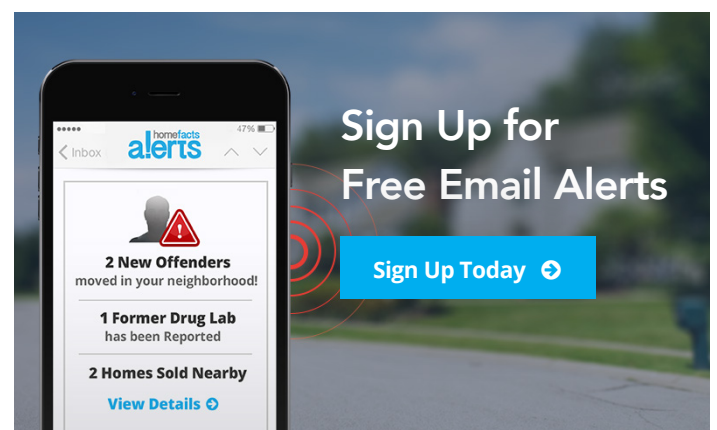 47%
Inbox
homefacts
alerts
2 New Offenders
moved in your neighborhood!
1 Former Drug Lab
has been Reported
2 Homes Sold Nearby
View Details
Sign Up for
Free Email Alerts
Sign Up Today